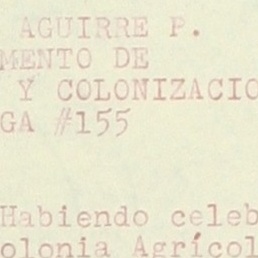 AGUIRRE P.
MENTO DE
Y COLONIZACIO
GA #155
Habiendo celeb
olonia Agrícol